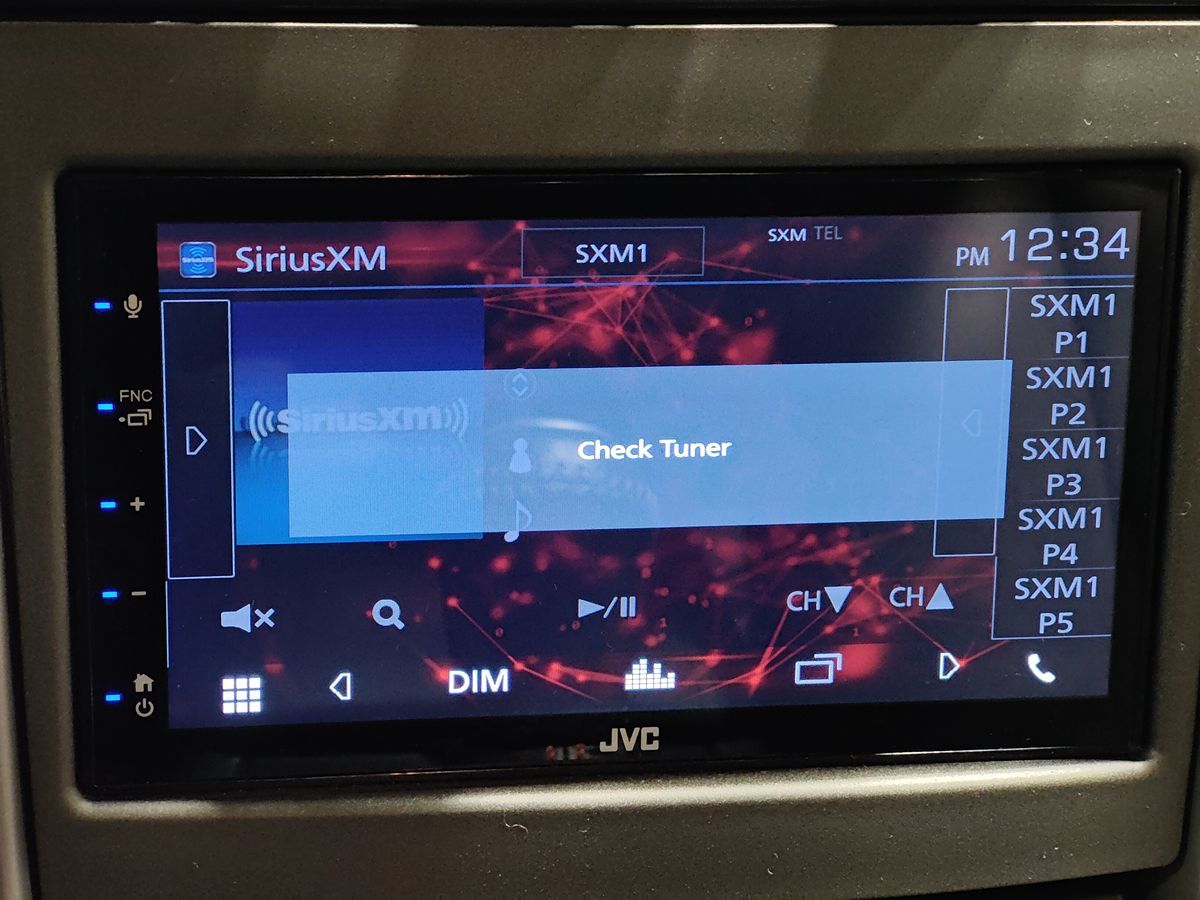 SiriusXM
SiriusXM
SXM1
SXM TEL
PM 12:34
FNC
SiriusXM
Check Tuner
SXM1
P1
SXM1
P2
SXM1
P3
SXM1
P4
SXM1
P5
+
-
CH CH
DIM
JVC